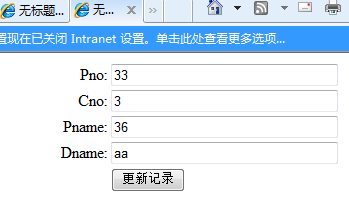 无标题... 无...
置现在已关闭 Intranet 设置。单击此处查看更多选项...
Pno: 33
Cno: 3
Pname: 36
Dname: aa
更新记录